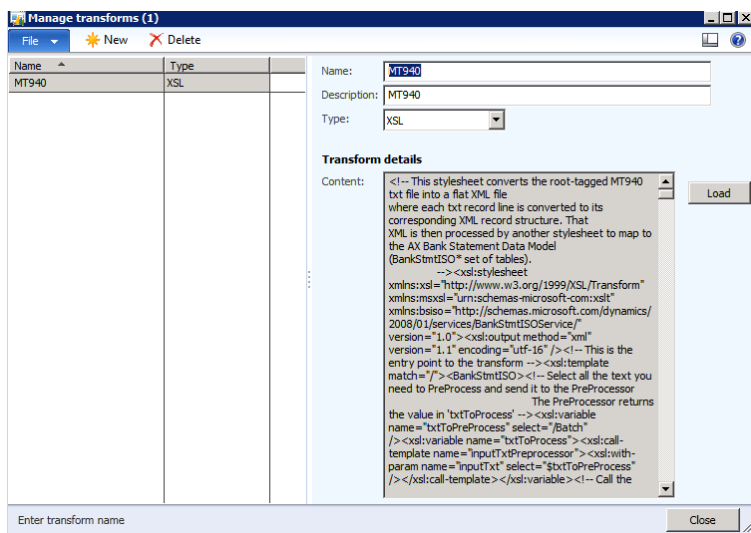 Manage transforms (1)
File New Delete
Name Type
MT940 XSL
Name: MT940
Description: MT940
Type: XSL
Transform details
Content:
<!-- This stylesheet converts the root-tagged MT940
txt file into a flat XML file
where each txt record line is converted to its
corresponding XML record structure. That
XML is then processed by another stylesheet to map to
the AX Bank Statement Data Model
(BankStmtISO* set of tables).
--><xsl:stylesheet
xmlns:xsl="http://www.w3.org/1999/XSL/Transform"
xmlns:msxsl="urn:schemas-microsoft-com:xslt"
xmlns:bsiso="http://schemas.microsoft.com/dynamics/
2008/01/services/BankStmtISOService/"
version="1.0"><xsl:output method="xml"
version="1.1" encoding="utf-16" /><!-- This is the
entry point to the transform --><xsl:template
match="/"><BankStmtISO><!-- Select all the text you
need to PreProcess and send it to the PreProcessor
The PreProcessor returns
the value in 'txtToProcess' --><xsl:variable
name="txtToPreProcess" select="/Batch"
/><xsl:variable name="txtToProcess"><xsl:call-
template name="inputTxtPreprocessor"><xsl:with-
param name="inputTxt" select="$txtToPreProcess"
/></xsl:call-template></xsl:variable><!-- Call the
Load
Enter transform name
Close